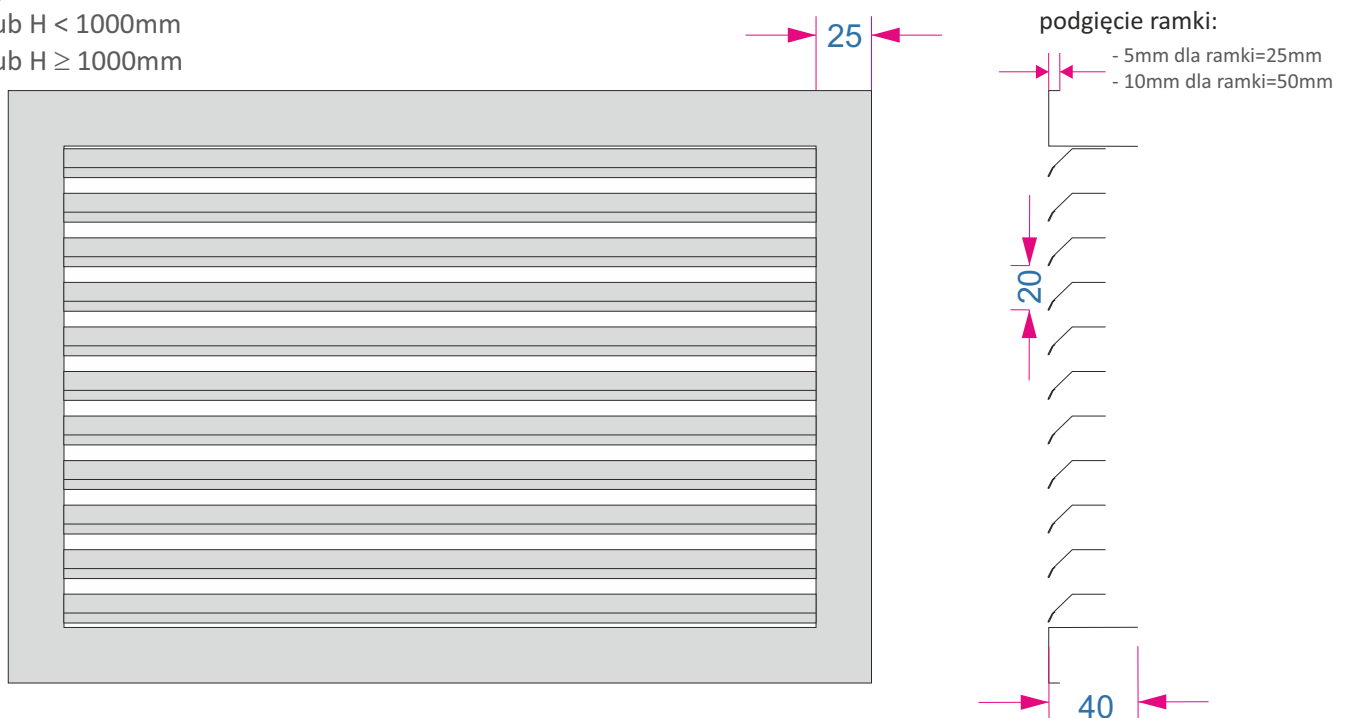 ub H < 1000mm
ub H ≥ 1000mm
25
podgięcie ramki:
- 5mm dla ramki=25mm
- 10mm dla ramki=50mm
20
40